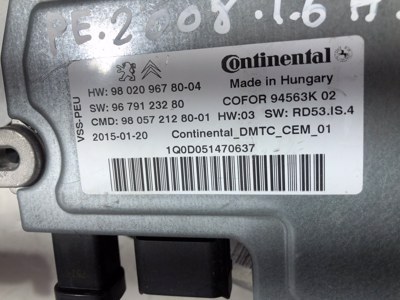 PE.2008.1.6 H.
Continental
Made in Hungary
VSS-PEU
HW: 98 020 967 80-04
COFOR 94563K 02
SW: 96 791 232 80
HW:03 SW: RD53.IS.4
CMD: 98 057 212 80-01
2015-01-20 Continental_DMTC_CEM_01
1Q0D051470637